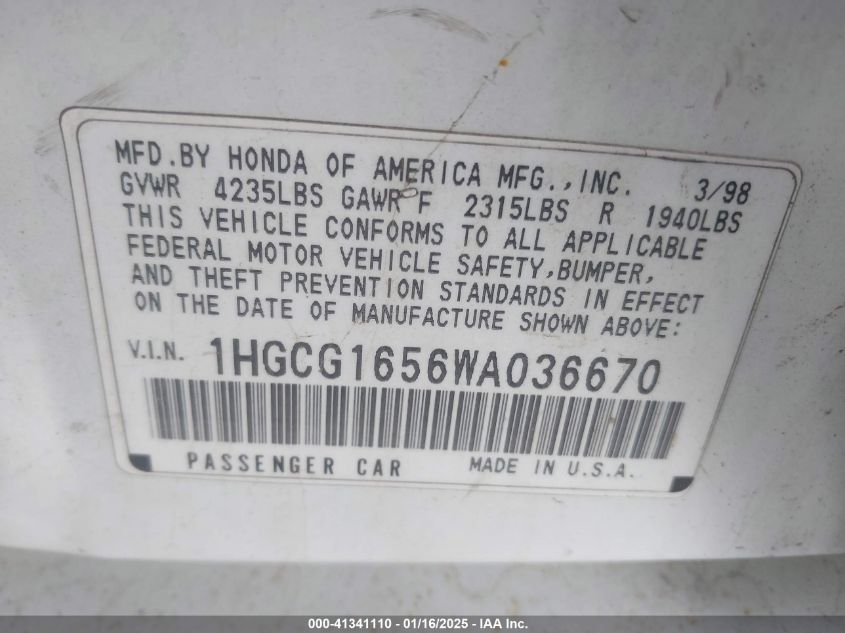 MFD.BY HONDA OF AMERICA MFG.,INC. 3/98
GVWR 4235LBS GAWR F 2315LBS R 1940LBS
THIS VEHICLE CONFORMS TO ALL APPLICABLE
FEDERAL MOTOR VEHICLE SAFETY,BUMPER,
AND THEFT PREVENTION STANDARDS IN EFFECT
ON THE DATE OF MANUFACTURE SHOWN ABOVE:
V.I.N. 1HGCG1656WA036670
PASSENGER CAR MADE IN U.S.A.
000-41341110 - 01/16/2025 - IAA Inc.